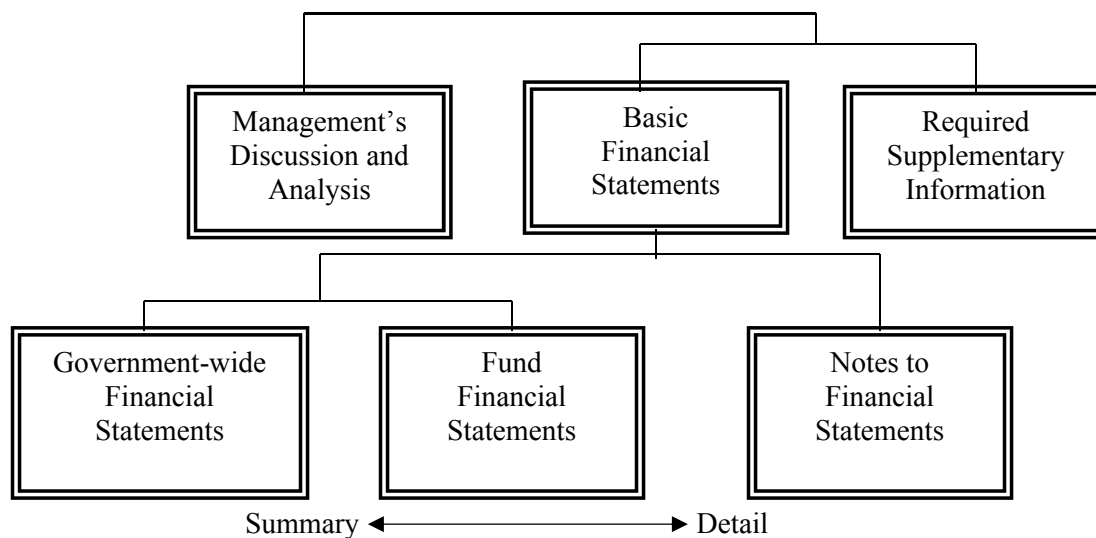 Management’s
Discussion and
Analysis
Basic
Financial
Statements
Required
Supplementary
Information
Government-wide
Financial
Statements
Fund
Financial
Statements
Notes to
Financial
Statements
Summary
Detail